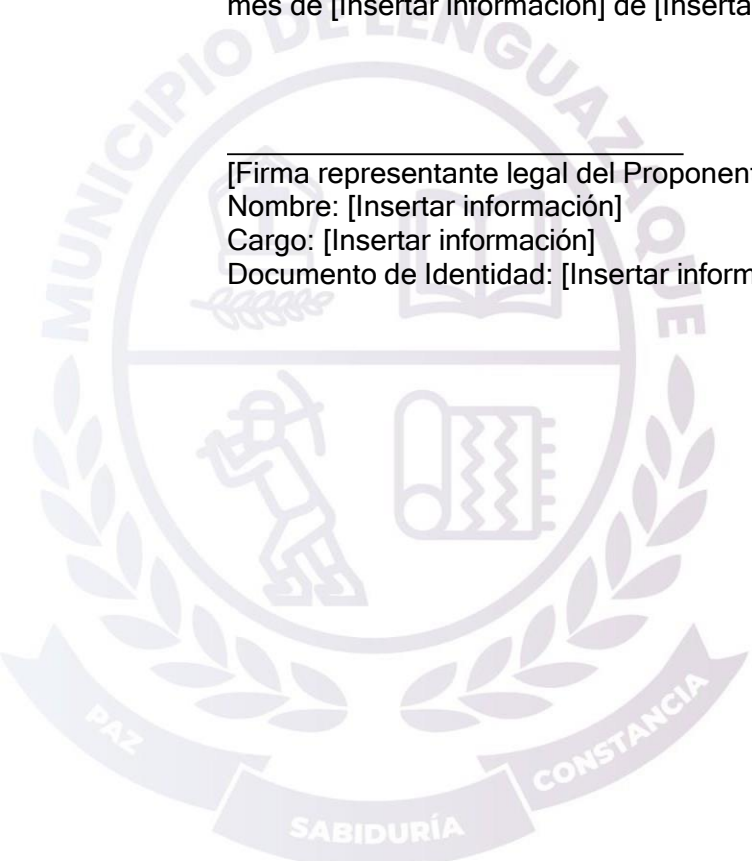 mes de [Insertar información] de [Inserta
[Firma representante legal del Proponent
Nombre: [Insertar información]
Cargo: [Insertar información]
Documento de Identidad: [Insertar inform
MUNICIPIO DE LENGUAZAQUE
PAZ
SABIDURÍA
CONSTANCIA